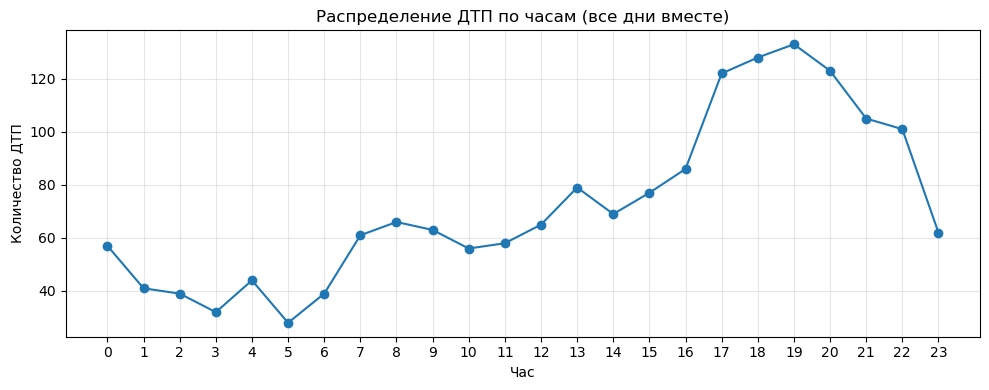 Распределение ДТП по часам (все дни вместе)
Количество ДТП
120
100
80
60
40
0 1 2 3 4 5 6 7 8 9 10 11 12 13 14 15 16 17 18 19 20 21 22 23
Час